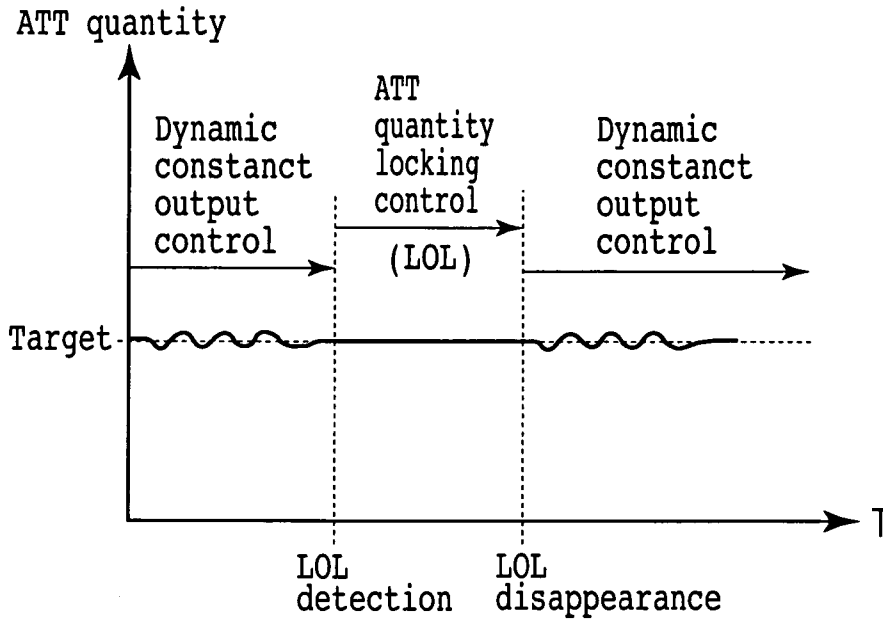 ATT quantity
Dynamic
constanct
output
control
ATT
quantity
locking
control
(LOL)
Dynamic
constanct
output
control
Target
T
LOL
detection
LOL
disappearance